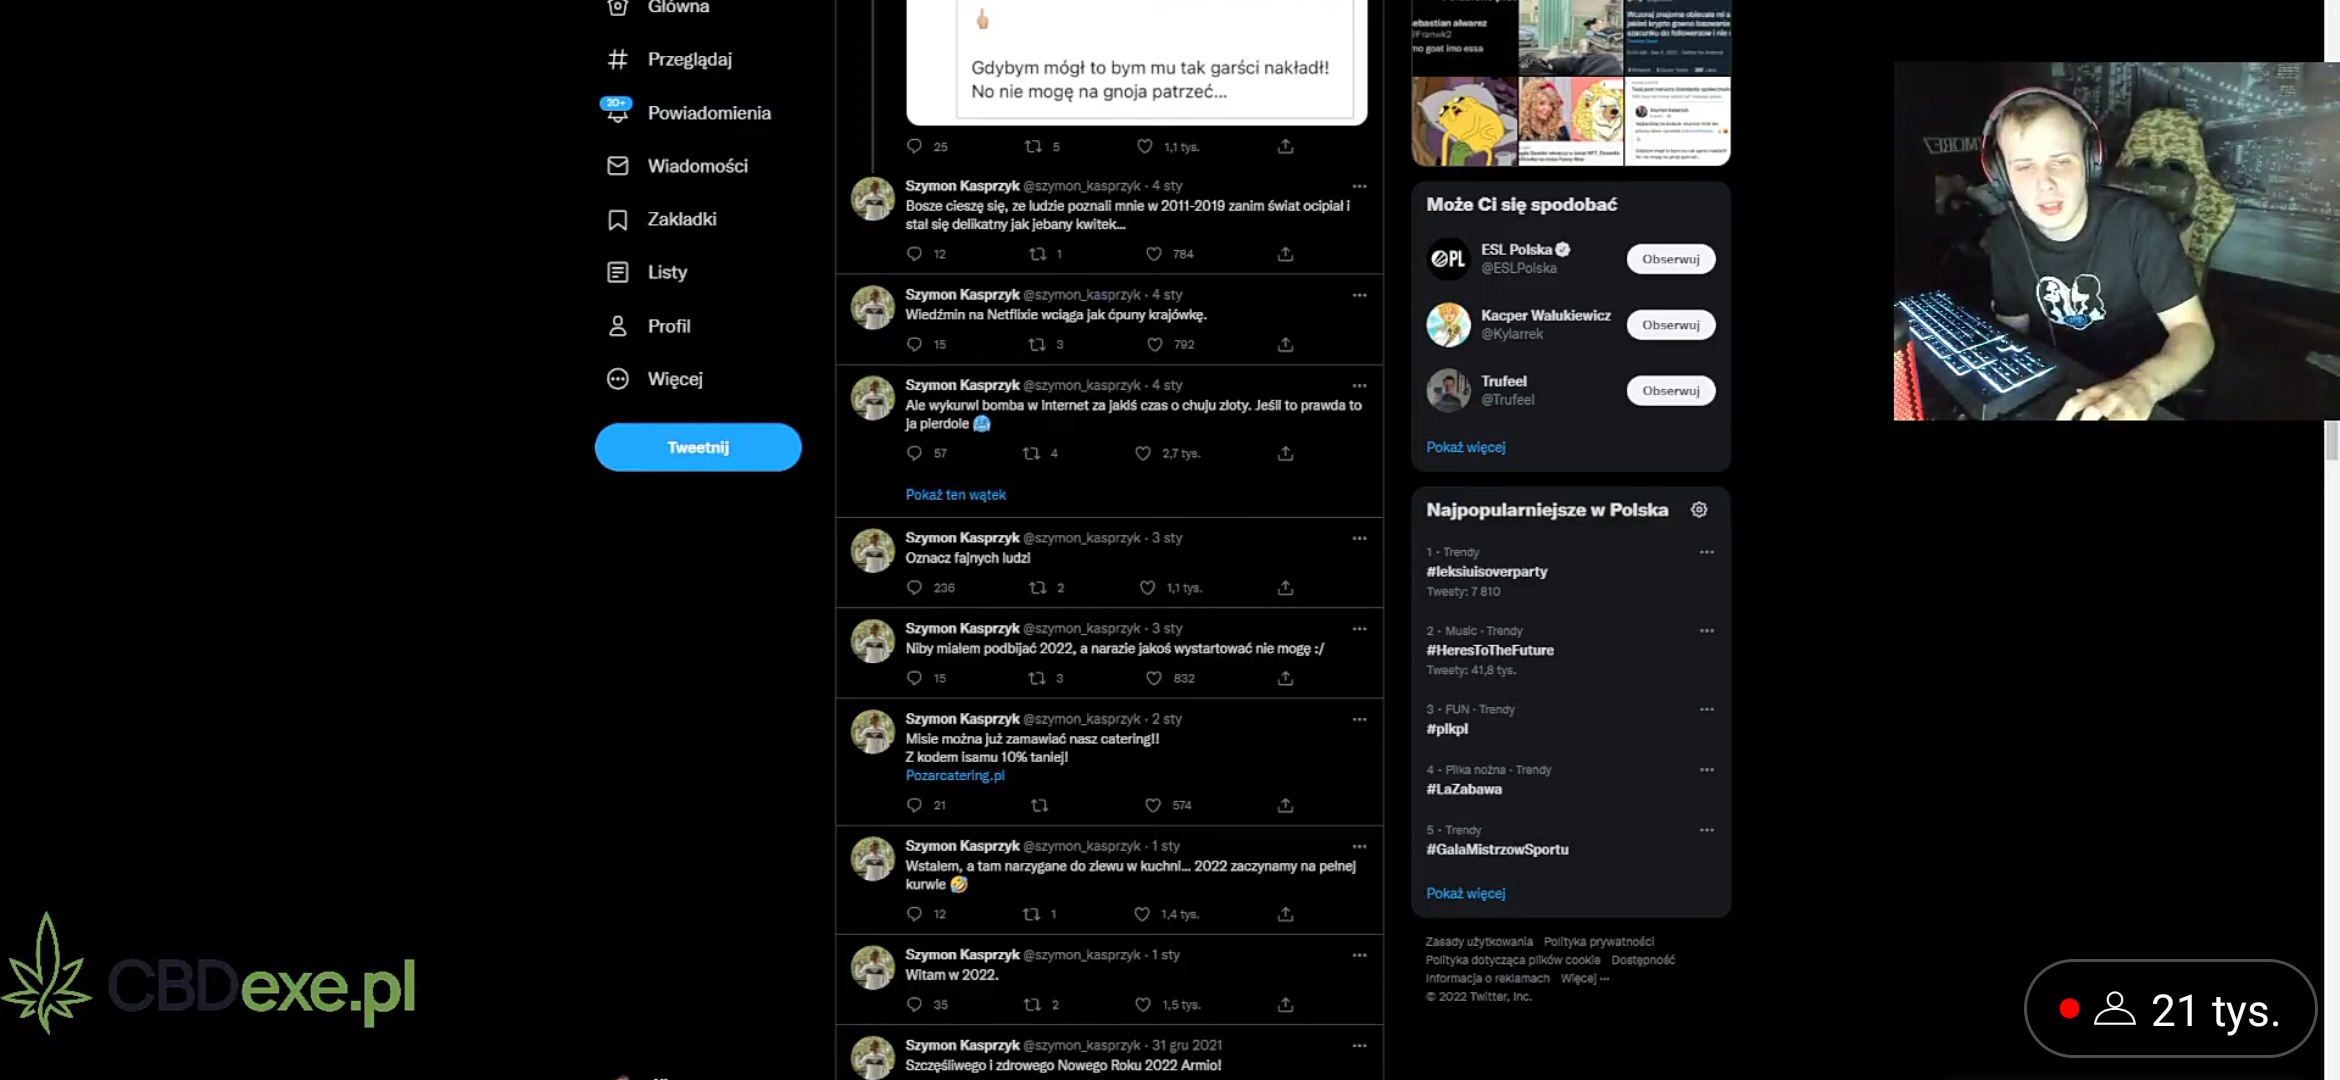 Główna
Przeglądaj
20+
Powiadomienia
Wiadomości
Zakładki
Listy
Profil
Więcej
Tweetnij
Gdybym mógł to bym mu tak garści nakładł!
No nie mogę na gnoja patrzeć...
25 5 1,1 tys.
Szymon Kasprzyk @szymon_kasprzyk · 4 sty
Bosze cieszę się, ze ludzie poznali mnie w 2011-2019 zanim świat ocipiał i
stał się delikatny jak jebany kwitek...
12 1 784
Szymon Kasprzyk @szymon_kasprzyk · 4 sty
Wiedźmin na Netflixie wciąga jak ćpuny krajówkę.
15 3 792
Szymon Kasprzyk @szymon_kasprzyk · 4 sty
Ale wykurwi bomba w internet za jakiś czas o chuju złoty. Jeśli to prawda to
ja pierdole 🥶
57 4 2,7 tys.
Pokaż ten wątek
Szymon Kasprzyk @szymon_kasprzyk · 3 sty
Oznacz fajnych ludzi
236 2 1,1 tys.
Szymon Kasprzyk @szymon_kasprzyk · 3 sty
Niby miałem podbijać 2022, a narazie jakoś wystartować nie mogę :/
15 3 832
Szymon Kasprzyk @szymon_kasprzyk · 2 sty
Misie można już zamawiać nasz catering!!
Z kodem isamu 10% taniej!
Pozarcatering.pl
21 574
Szymon Kasprzyk @szymon_kasprzyk · 1 sty
Wstałem, a tam narzygane do zlewu w kuchni... 2022 zaczynamy na pełnej
kurwie 🤣
12 1 1,4 tys.
Szymon Kasprzyk @szymon_kasprzyk · 1 sty
Witam w 2022.
35 2 1,5 tys.
Szymon Kasprzyk @szymon_kasprzyk · 31 gru 2021
Szczęśliwego i zdrowego Nowego Roku 2022 Armio!
ebastian alwarez
@Franwk2
no goat imo essa
Może Ci się spodobać
ESL Polska
@ESLPolska
Obserwuj
Kacper Walukiewicz
@Kylarrek
Obserwuj
Trufeel
@Trufeel
Obserwuj
Pokaż więcej
Najpopularniejsze w Polska
1 · Trendy
#leksiuisoverparty
Tweety: 7 810
2 · Music · Trendy
#HeresToTheFuture
Tweety: 41,8 tys.
3 · FUN · Trendy
#plkpl
4 · Piłka nożna · Trendy
#LaZabawa
5 · Trendy
#GalaMistrzowSportu
Pokaż więcej
Zasady użytkowania Polityka prywatności
Polityka dotycząca plików cookie Dostępność
Informacja o reklamach Więcej ···
© 2022 Twitter, Inc.
CBDexe.pl
21 tys.